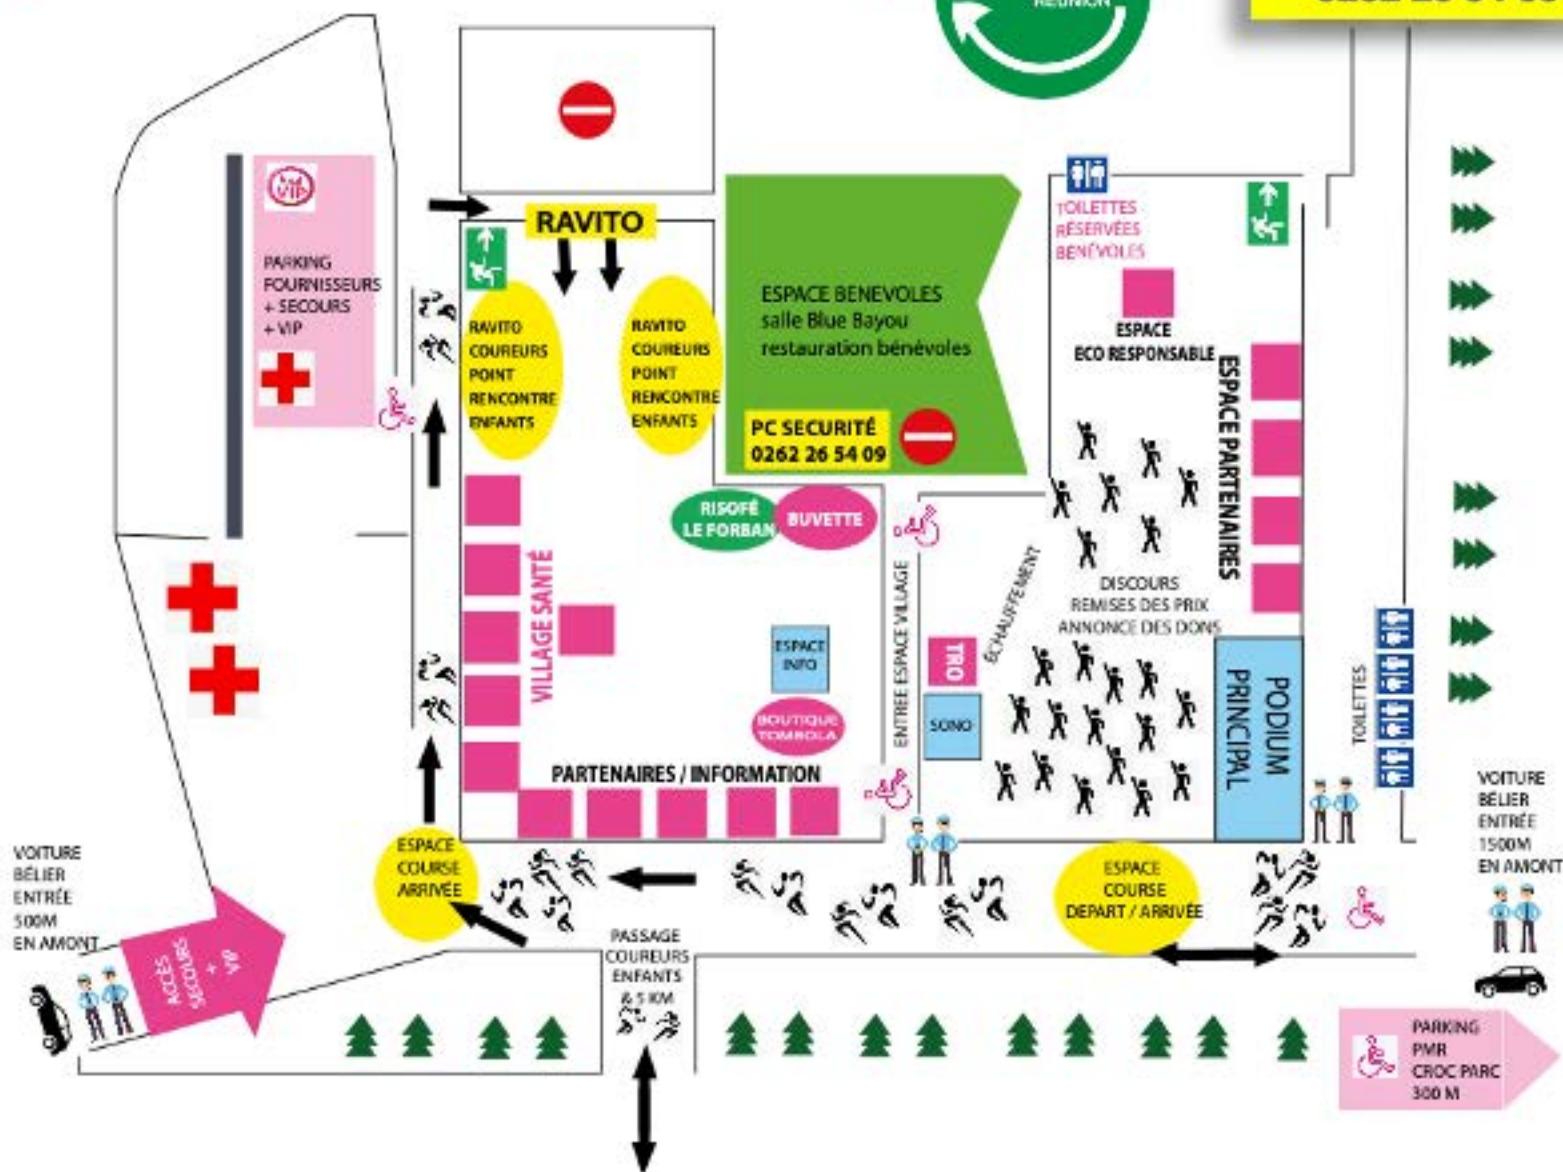 RÉUNION
VIP
PARKING
FOURNISSEURS
+ SECOURS
+ VIP
RAVITO
RAVITO
COUREURS
POINT
RENCONTRE
ENFANTS
RAVITO
COUREURS
POINT
RENCONTRE
ENFANTS
ESPACE BENEVOLES
salle Blue Bayou
restauration bénévoles
PC SECURITÉ
0262 26 54 09
TOILETTES
RÉSERVÉES
BÉNÉVOLES
ESPACE
ECO RESPONSABLE
ESPACE PARTENAIRES
RISOFÉ
LE FORBAN
BUVETTE
VILLAGE SANTÉ
ESPACE
INFO
BOUTIQUE
TOMBOLA
PARTENAIRES / INFORMATION
ENTREE ESPACE VILLAGE
ÉCHAUFFEMENT
TRO
SONO
DISCOURS
REMISES DES PRIX
ANNONCE DES DONS
PODIUM
PRINCIPAL
TOILETTES
VOITURE
BÉLIER
ENTRÉE
1500M
EN AMONT
VOITURE
BÉLIER
ENTRÉE
500M
EN AMONT
ACCÈS
SECOURS
+
VIP
ESPACE
COURSE
ARRIVÉE
PASSAGE
COUREURS
ENFANTS
& 5 KM
ESPACE
COURSE
DEPART / ARRIVÉE
PARKING
PMR
CROC PARC
300 M